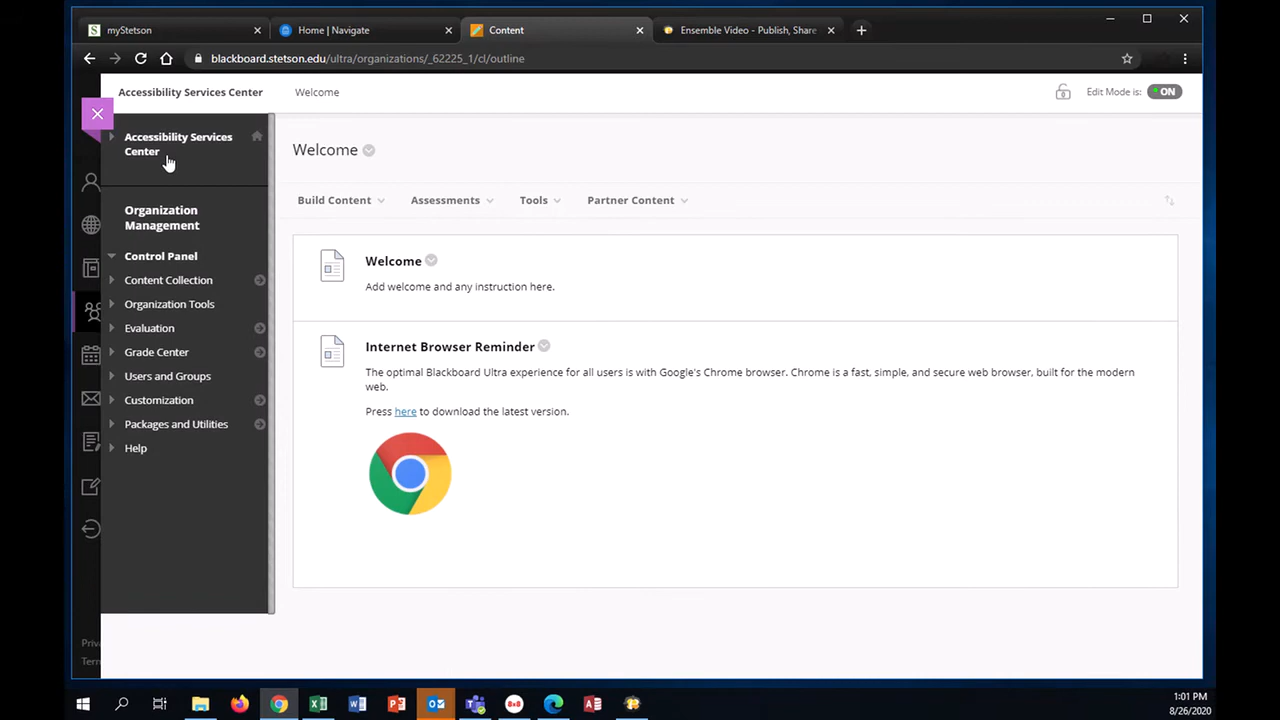 myStetson
Home | Navigate
Content
Ensemble Video - Publish, Share
blackboard.stetson.edu/ultra/organizations/_62225_1/cl/outline
Accessibility Services Center
Welcome
Edit Mode is:
ON
Accessibility Services
Center
Organization
Management
Control Panel
Content Collection
Organization Tools
Evaluation
Grade Center
Users and Groups
Customization
Packages and Utilities
Help
Priv
Term
Welcome
Build Content
Assessments
Tools
Partner Content
Welcome
Add welcome and any instruction here.
Internet Browser Reminder
The optimal Blackboard Ultra experience for all users is with Google's Chrome browser. Chrome is a fast, simple, and secure web browser, built for the modern
web.
Press here to download the latest version.
8x8
1:01 PM
8/26/2020